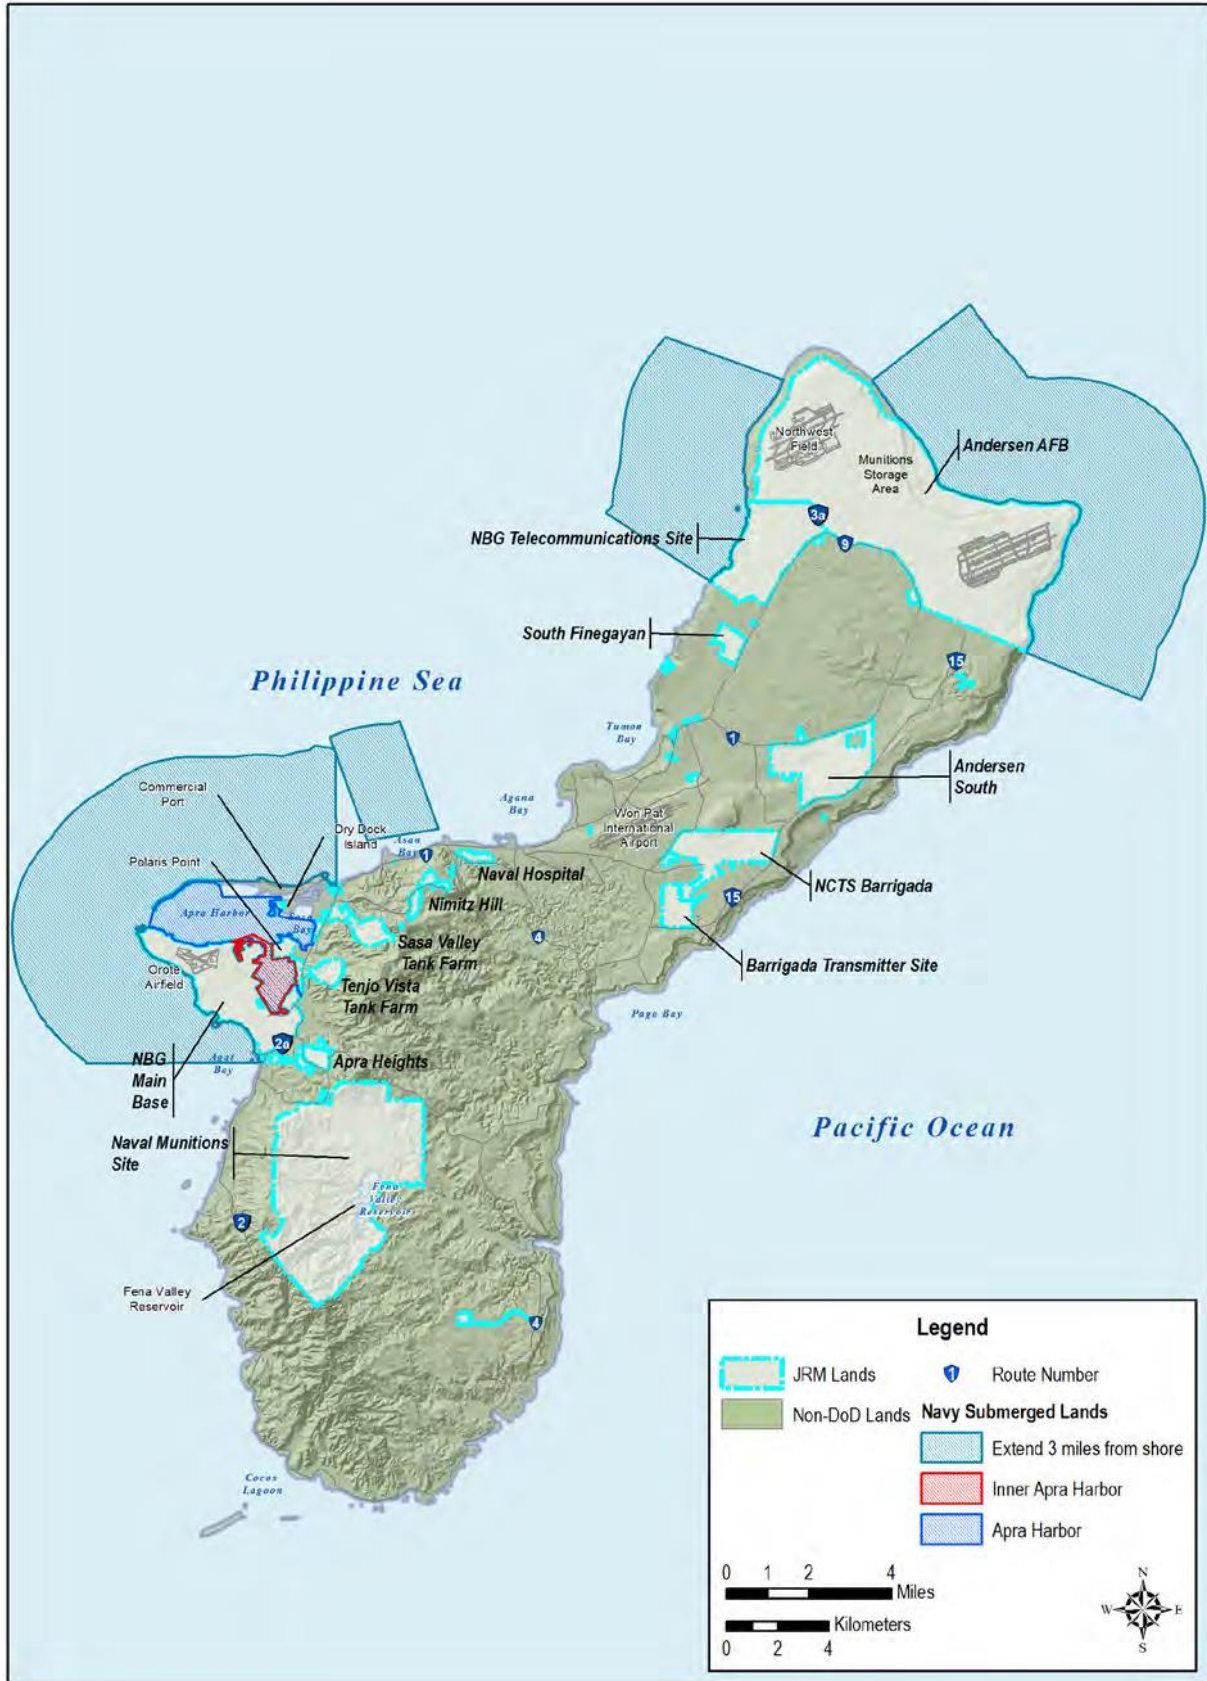 Northwest
Field
Andersen AFB
Munitions
Storage
Area
3a
NBG Telecommunications Site
9
South Finegayan
15
Philippine Sea
Tumon
Bay
1
Commercial
Port
Andersen
South
Agana
Bay
Won Pat
International
Airport
Dry Dock
Island
Asan
Bay
1
Polaris Point
Naval Hospital
NCTS Barrigada
Nimitz Hill
15
Apra Harbor
Bay
4
Sasa Valley
Tank Farm
Barrigada Transmitter Site
Orote
Airfield
Tenjo Vista
Tank Farm
Pago Bay
2a
NBG
Main
Base
Agat
Bay
Apra Heights
Pacific Ocean
Naval Munitions
Site
Fena
Valley
Reservoir
2
Fena Valley
Reservoir
4
Cocos
Lagoon
Legend
JRM Lands
1
Route Number
Non-DoD Lands
Navy Submerged Lands
Extend 3 miles from shore
Inner Apra Harbor
Apra Harbor
0 1 2 4
Miles
Kilometers
0 2 4
N
W E
S